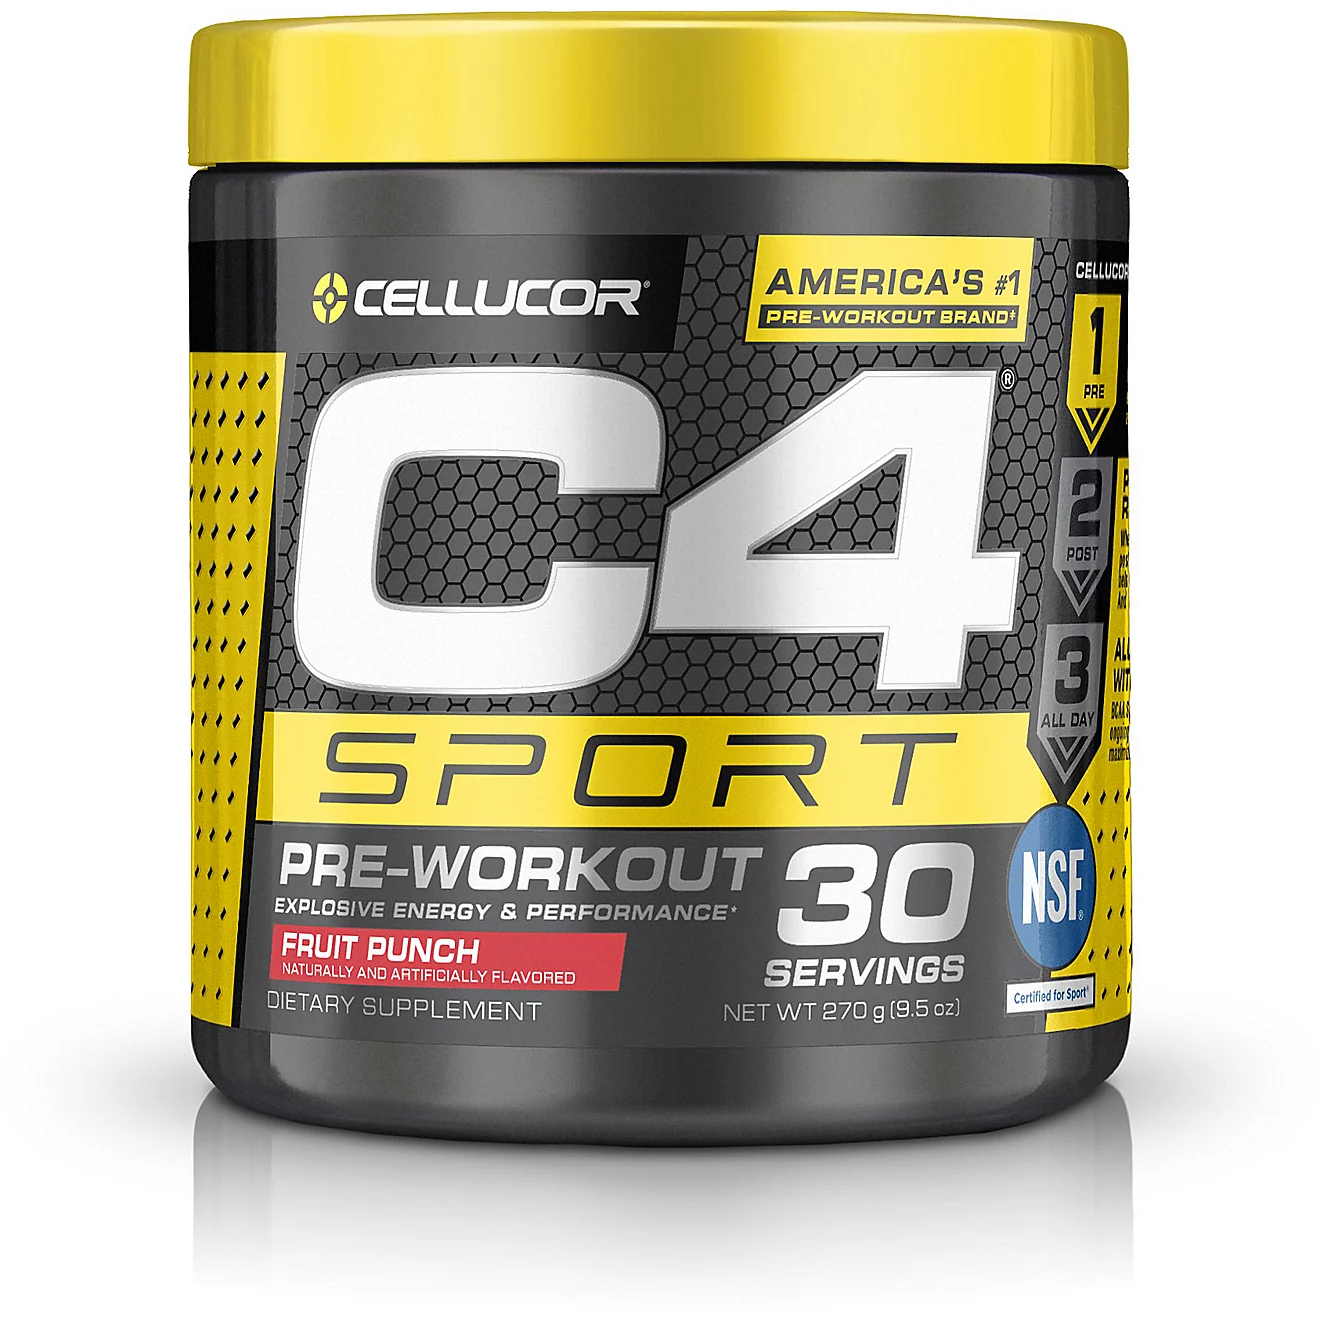 CELLUCOR®
AMERICA'S #1
PRE-WORKOUT BRAND‡
C4®
SPORT
PRE-WORKOUT
EXPLOSIVE ENERGY & PERFORMANCE*
FRUIT PUNCH
NATURALLY AND ARTIFICIALLY FLAVORED
DIETARY SUPPLEMENT
30
SERVINGS
NET WT 270 g (9.5 oz)
CELLUCOR
1
PRE
2
POST
3
ALL DAY
NSF®
Certified for Sport®